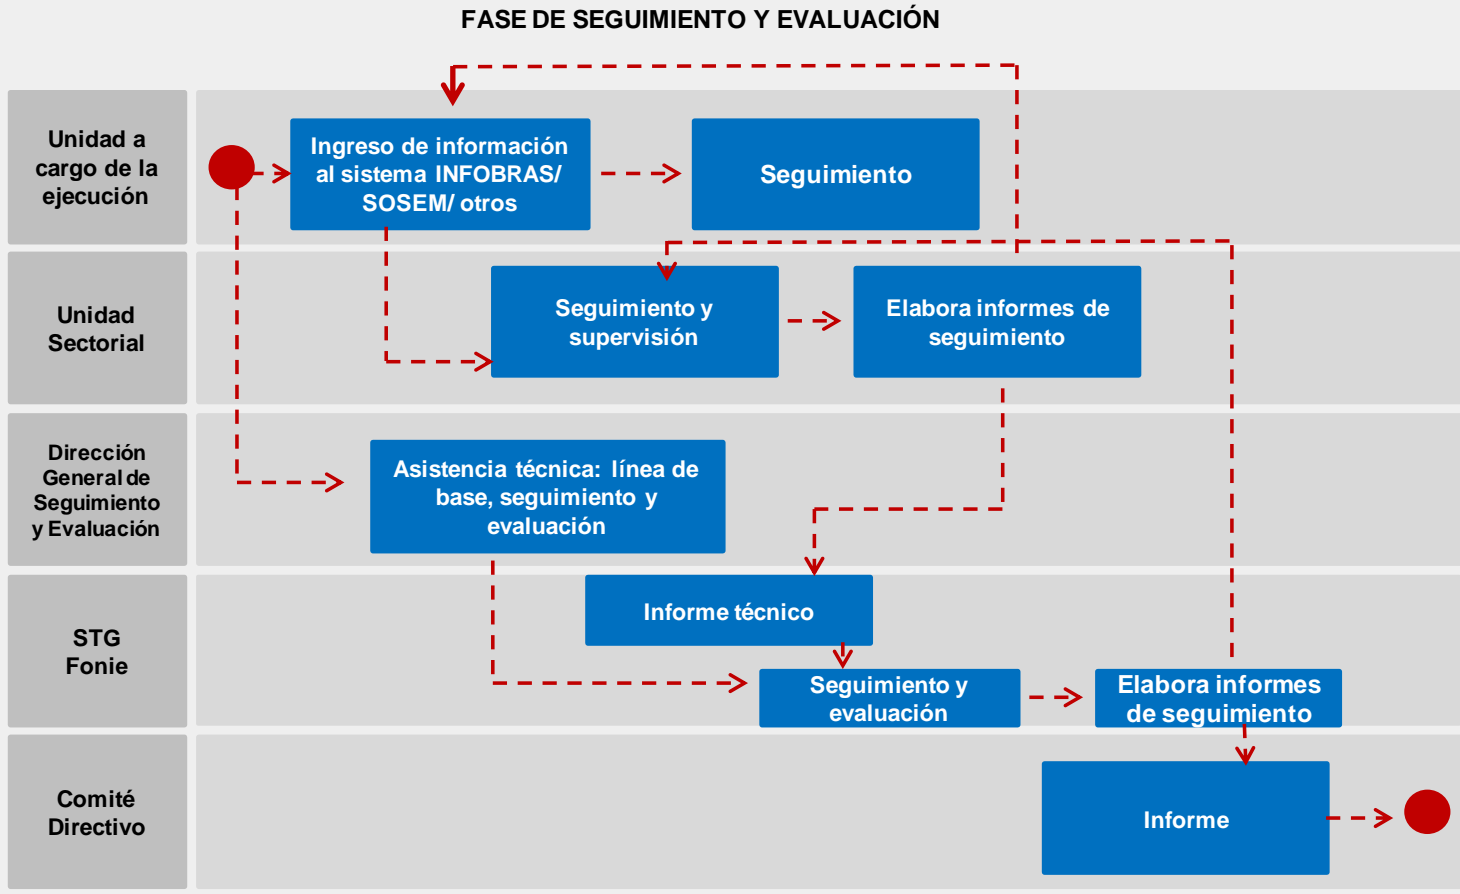 FASE DE SEGUIMIENTO Y EVALUACIÓN
Unidad a
cargo de la
ejecución
Ingreso de información
al sistema INFOBRAS/
SOSEM/ otros
Seguimiento
Unidad
Sectorial
Seguimiento y
supervisión
Elabora informes de
seguimiento
Dirección
General de
Seguimiento
y Evaluación
Asistencia técnica: línea de
base, seguimiento y
evaluación
STG
Fonie
Informe técnico
Seguimiento y
evaluación
Elabora informes
de seguimiento
Comité
Directivo
Informe